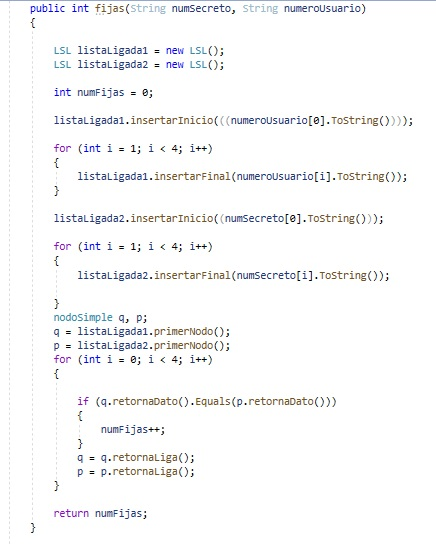 public int fijas(String numSecreto, String numeroUsuario)
{
LSL listaLigada1 = new LSL();
LSL listaLigada2 = new LSL();
int numFijas = 0;
listaLigada1.insertarInicio(((numeroUsuario[0].ToString())));
for (int i = 1; i < 4; i++)
{
listaLigada1.insertarFinal(numeroUsuario[i].ToString());
}
listaLigada2.insertarInicio((numSecreto[0].ToString()));
for (int i = 1; i < 4; i++)
{
listaLigada2.insertarFinal(numSecreto[i].ToString());
}
nodoSimple q, p;
q = listaLigada1.primerNodo();
p = listaLigada2.primerNodo();
for (int i = 0; i < 4; i++)
{
if (q.retornaDato().Equals(p.retornaDato()))
{
numFijas++;
}
q = q.retornaLiga();
p = p.retornaLiga();
}
return numFijas;
}